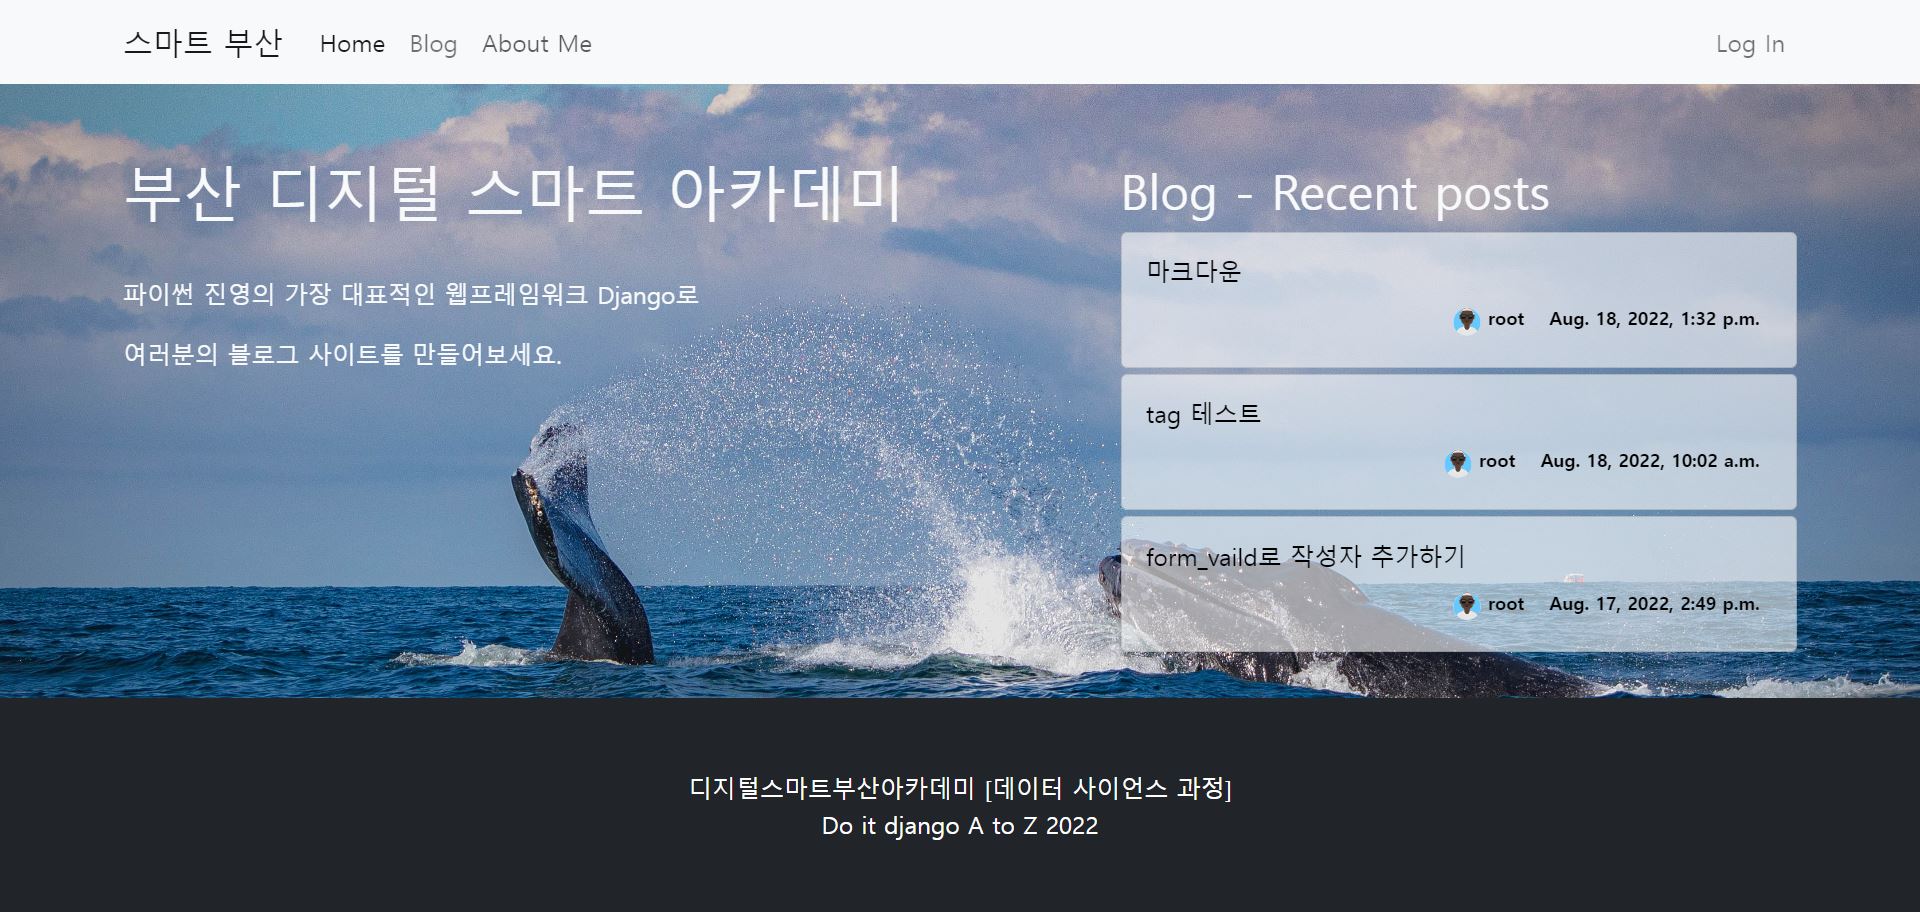 스마트 부산 Home Blog About Me Log In
부산 디지털 스마트 아카데미
파이썬 진영의 가장 대표적인 웹프레임워크 Django로
여러분의 블로그 사이트를 만들어보세요.
Blog - Recent posts
마크다운
root Aug. 18, 2022, 1:32 p.m.
tag 테스트
root Aug. 18, 2022, 10:02 a.m.
form_vaild로 작성자 추가하기
root Aug. 17, 2022, 2:49 p.m.
디지털스마트부산아카데미 [데이터 사이언스 과정]
Do it django A to Z 2022